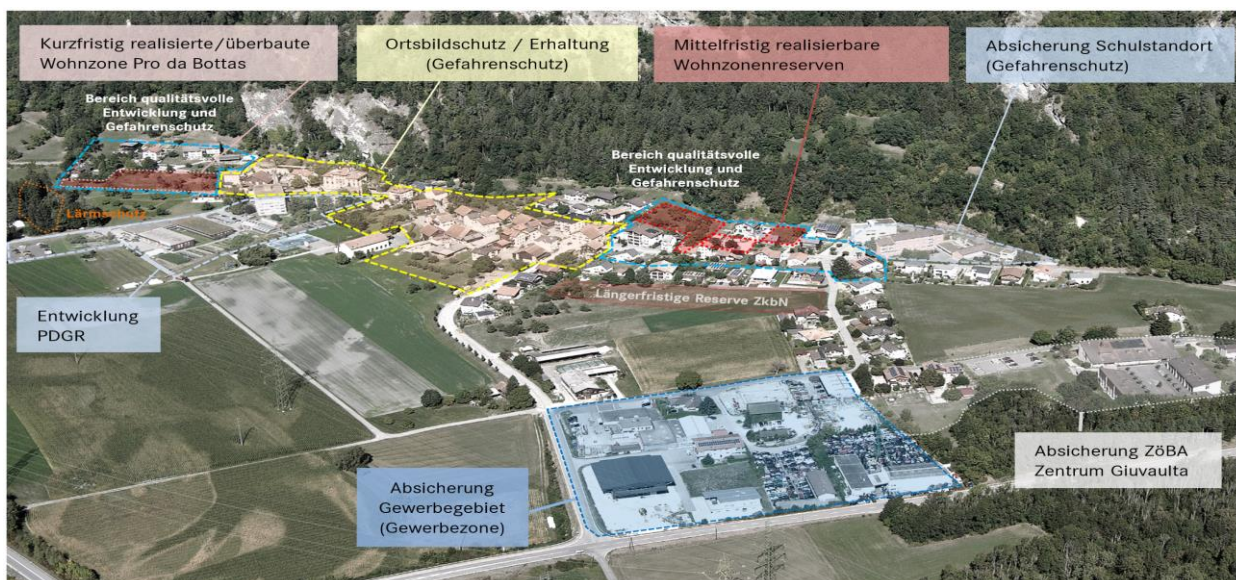 Kurzfristig realisierte/überbaute
Wohnzone Pro da Bottas
Ortsbildschutz / Erhaltung
(Gefahrenschutz)
Mittelfristig realisierbare
Wohnzonenreserven
Absicherung Schulstandort
(Gefahrenschutz)
Bereich qualitätsvolle
Entwicklung und
Gefahrenschutz
Bereich qualitätsvolle
Entwicklung und
Gefahrenschutz
Lärmschutz
Längerfristige Reserve ZkbN
Entwicklung
PDGR
Absicherung
Gewerbegebiet
(Gewerbezone)
Absicherung ZöBA
Zentrum Giuvaulta